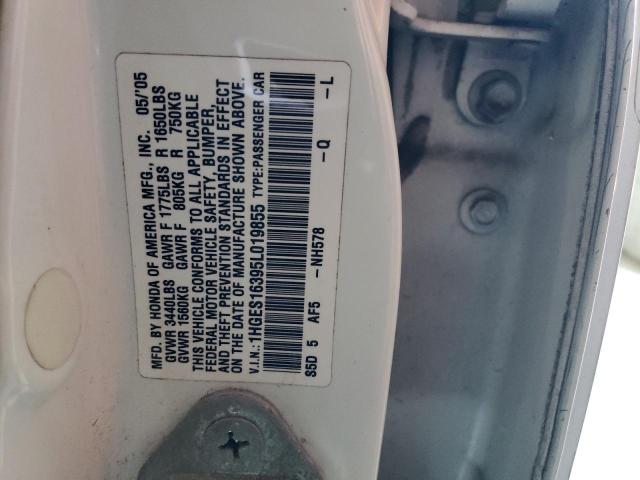 MFD. BY HONDA OF AMERICA MFG., INC. 05/'05
GVWR 3440LBS GAWR F 1775LBS R 1650LBS
GVWR 1560KG GAWR F 805KG R 750KG
THIS VEHICLE CONFORMS TO ALL APPLICABLE
FEDERAL MOTOR VEHICLE SAFETY, BUMPER,
AND THEFT PREVENTION STANDARDS IN EFFECT
ON THE DATE OF MANUFACTURE SHOWN ABOVE.
V.I.N.: 1HGES16395L019855 TYPE:PASSENGER CAR
S5D 5 AF5 -NH578 -Q -L